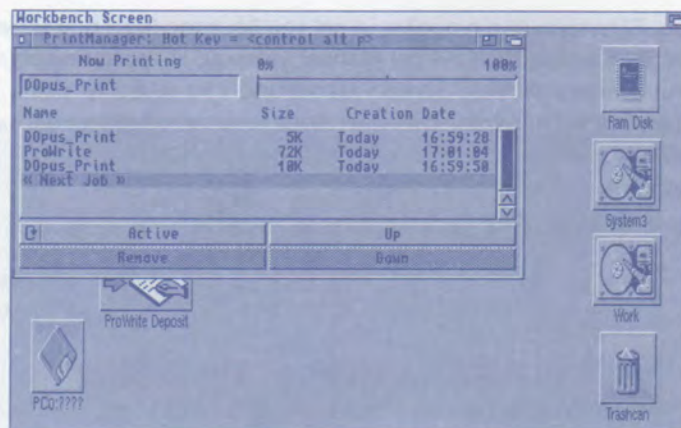 Workbench Screen
PrintManager: Hot Key = <control alt p>
Now Printing
0%
100%
DOpus_Print
Name Size Creation Date
DOpus_Print 5K Today 16:59:28
ProWrite 72K Today 17:01:04
DOpus_Print 10K Today 16:59:50
« Next Job »
Active
Up
Remove
Down
Ram Disk
System3
Work
Trashcan
ProWrite Deposit
PC0:????